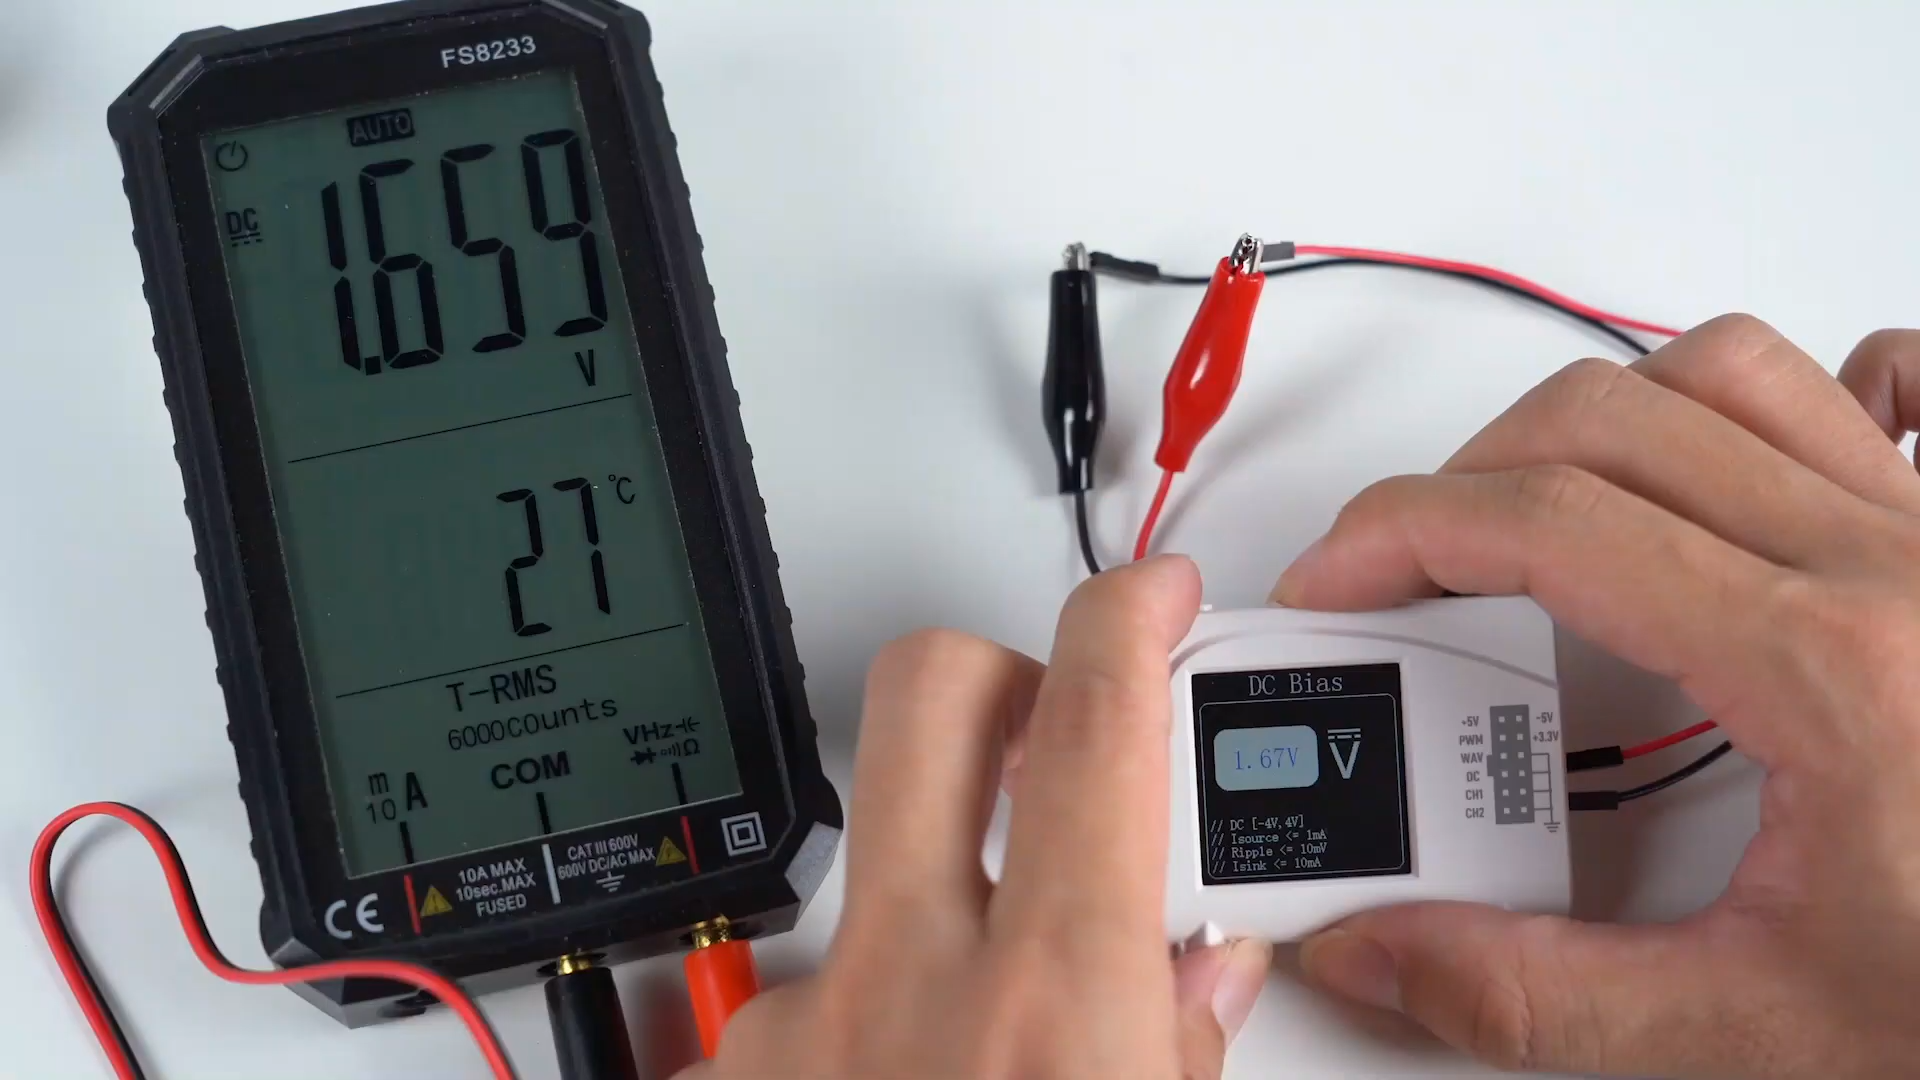 FS8233
AUTO
DC
1.659
V
27 °C
T-RMS
6000counts
m
10 A
COM
VHz
Ω
10A MAX
10sec.MAX
FUSED
CAT III 600V
600V DC/AC MAX
CE
DC Bias
1.67V
V
// DC [-4V,4V]
// Isource <= 1mA
// Ripple <= 10mV
// Isink <= 10mA
+5V -5V
PWM +3.3V
WAV
DC
CH1
CH2